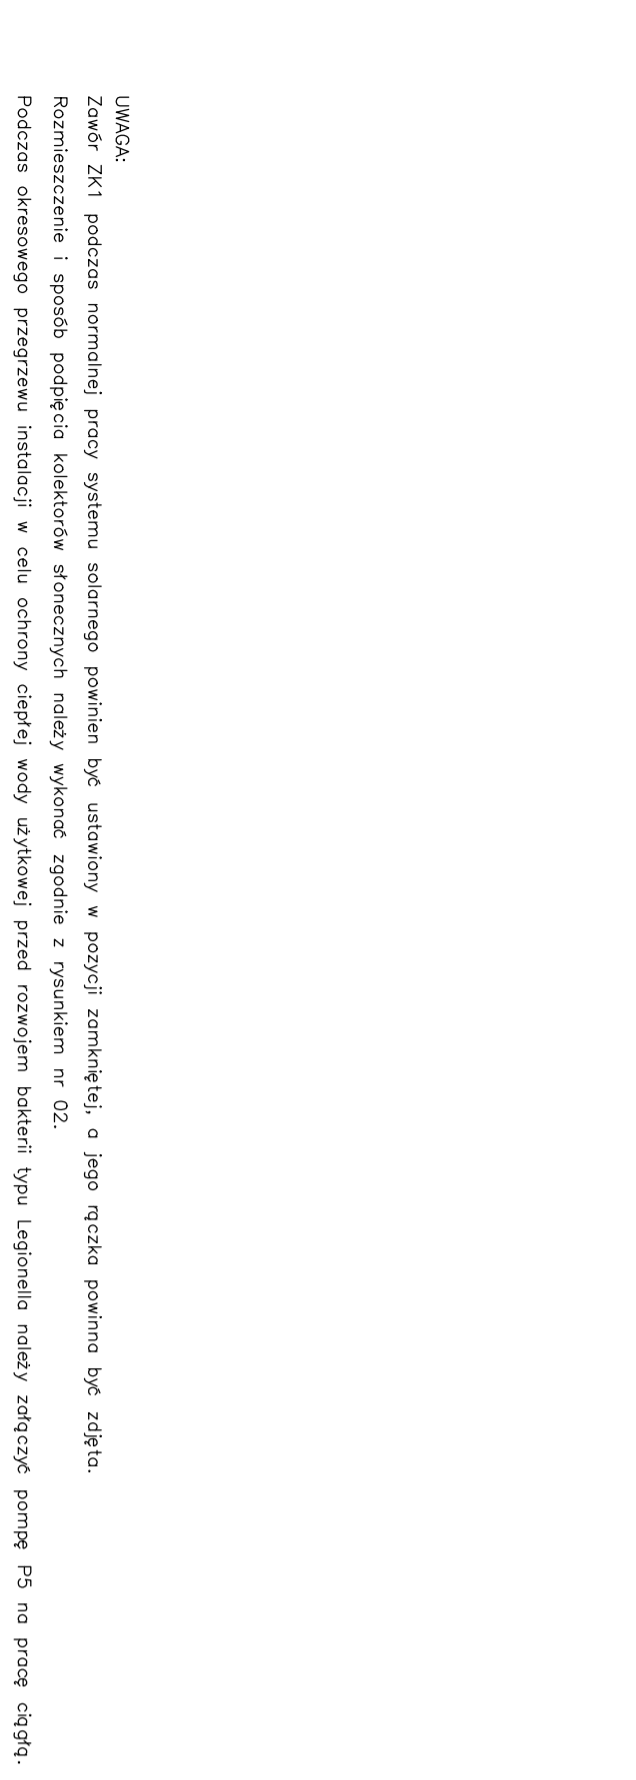 UWAGA:
Zawór ZK1 podczas normalnej pracy systemu solarnego powinien być ustawiony w pozycji zamkniętej, a jego rączka powinna być zdjęta.
Rozmieszczenie i sposób podpięcia kolektorów słonecznych należy wykonać zgodnie z rysunkiem nr 02.
Podczas okresowego przegrzewu instalacji w celu ochrony ciepłej wody użytkowej przed rozwojem bakterii typu Legionella należy załączyć pompę P5 na pracę ciągłą.